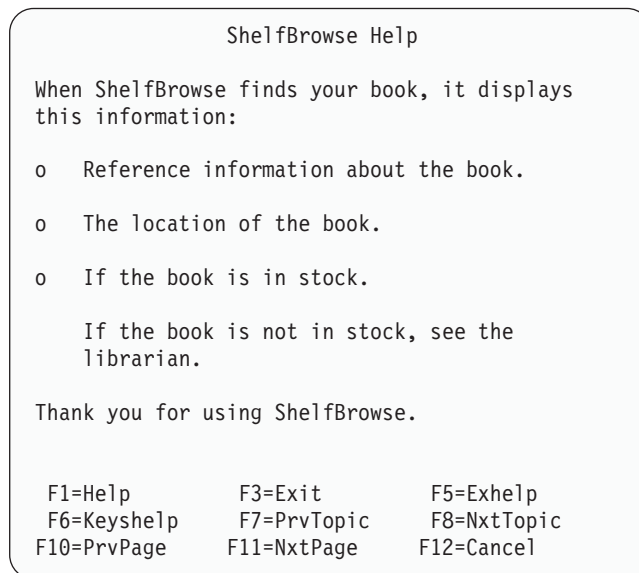 ShelfBrowse Help
When ShelfBrowse finds your book, it displays
this information:
o Reference information about the book.
o The location of the book.
o If the book is in stock.
If the book is not in stock, see the
librarian.
Thank you for using ShelfBrowse.
F1=Help F3=Exit F5=Exhelp
F6=Keyshelp F7=PrvTopic F8=NxtTopic
F10=PrvPage F11=NxtPage F12=Cancel